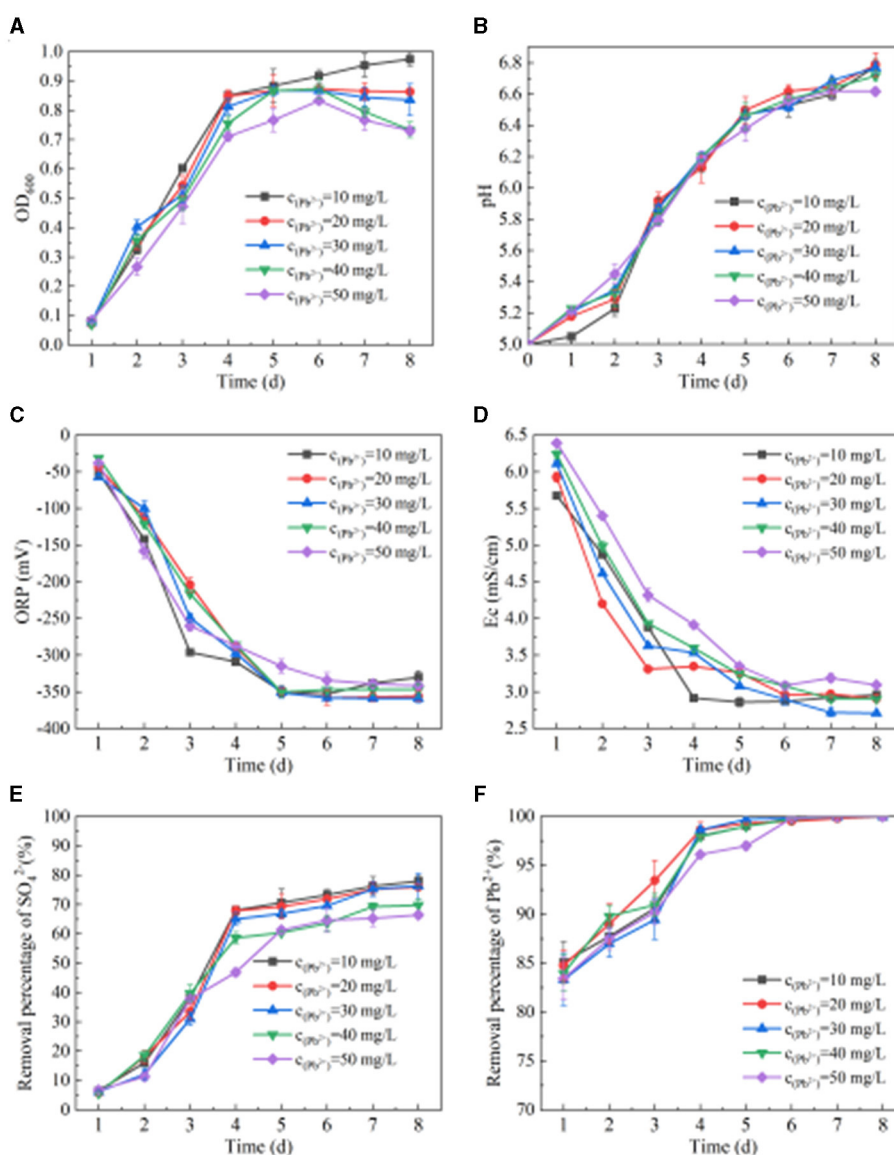 A
OD600
1.0
0.9
0.8
0.7
0.6
0.5
0.4
0.3
0.2
0.1
0.0
c(Pb²⁺)=10 mg/L
c(Pb²⁺)=20 mg/L
c(Pb²⁺)=30 mg/L
c(Pb²⁺)=40 mg/L
c(Pb²⁺)=50 mg/L
1 2 3 4 5 6 7 8
Time (d)
B
pH
6.8
6.6
6.4
6.2
6.0
5.8
5.6
5.4
5.2
5.0
c(Pb²⁺)=10 mg/L
c(Pb²⁺)=20 mg/L
c(Pb²⁺)=30 mg/L
c(Pb²⁺)=40 mg/L
c(Pb²⁺)=50 mg/L
0 1 2 3 4 5 6 7 8
Time (d)
C
ORP (mV)
0
-50
-100
-150
-200
-250
-300
-350
-400
c(Pb²⁺)=10 mg/L
c(Pb²⁺)=20 mg/L
c(Pb²⁺)=30 mg/L
c(Pb²⁺)=40 mg/L
c(Pb²⁺)=50 mg/L
1 2 3 4 5 6 7 8
Time (d)
D
Ec (mS/cm)
6.5
6.0
5.5
5.0
4.5
4.0
3.5
3.0
2.5
c(Pb²⁺)=10 mg/L
c(Pb²⁺)=20 mg/L
c(Pb²⁺)=30 mg/L
c(Pb²⁺)=40 mg/L
c(Pb²⁺)=50 mg/L
1 2 3 4 5 6 7 8
Time (d)
E
Removal percentage of SO₄²⁻(%)
100
90
80
70
60
50
40
30
20
10
0
c(Pb²⁺)=10 mg/L
c(Pb²⁺)=20 mg/L
c(Pb²⁺)=30 mg/L
c(Pb²⁺)=40 mg/L
c(Pb²⁺)=50 mg/L
1 2 3 4 5 6 7 8
Time (d)
F
Removal percentage of Pb²⁺(%)
100
95
90
85
80
75
70
c(Pb²⁺)=10 mg/L
c(Pb²⁺)=20 mg/L
c(Pb²⁺)=30 mg/L
c(Pb²⁺)=40 mg/L
c(Pb²⁺)=50 mg/L
1 2 3 4 5 6 7 8
Time (d)